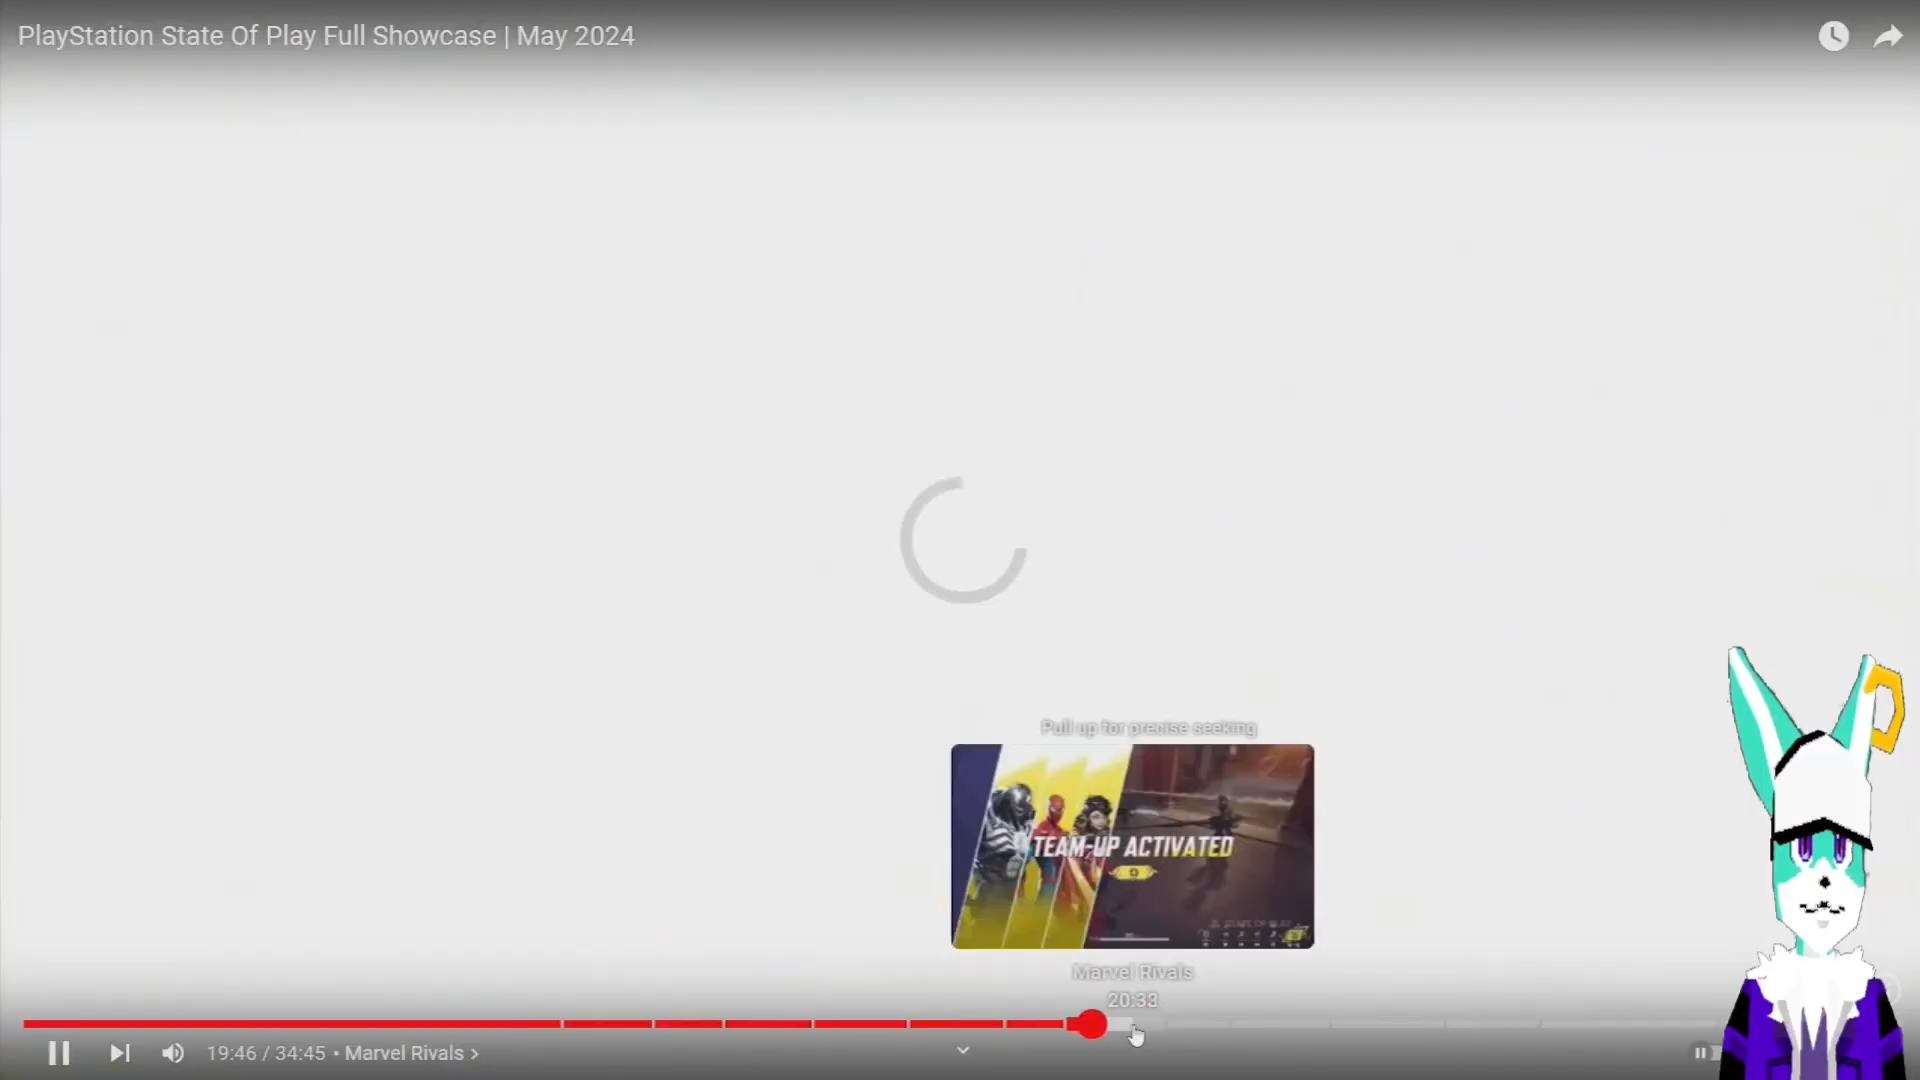 PlayStation State Of Play Full Showcase | May 2024
Pull up for precise seeking
TEAM-UP ACTIVATED
Marvel Rivals
20:33
19:46 / 34:45 • Marvel Rivals >